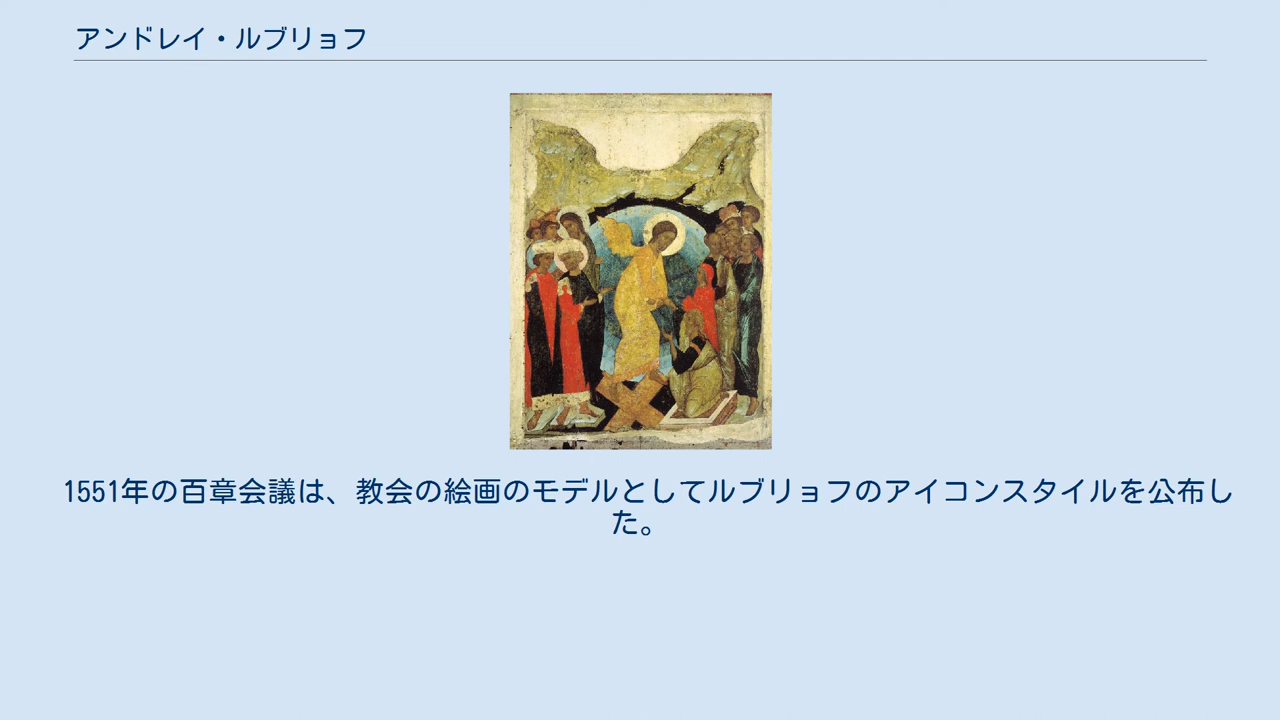 アンドレイ・ルブリョフ
1551年の百章会議は、教会の絵画のモデルとしてルブリョフのアイコンスタイルを公布し
た。